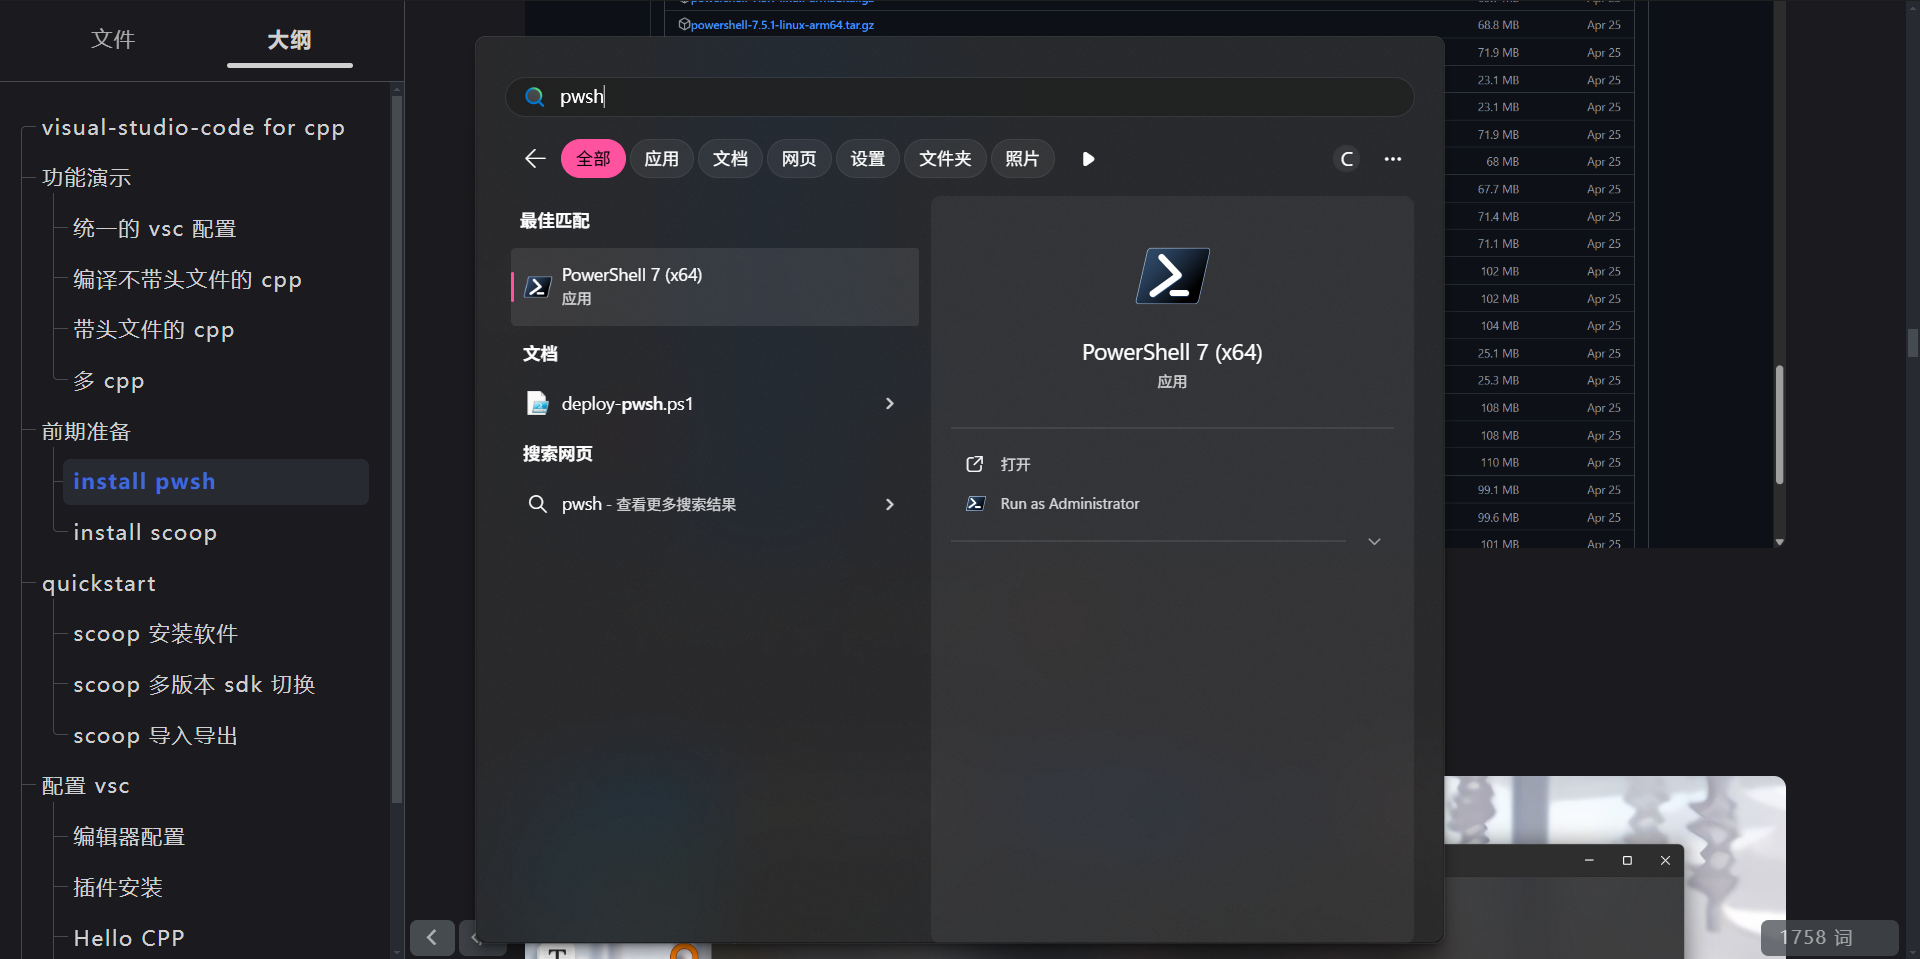 文件
大纲
visual-studio-code for cpp
功能演示
统一的 vsc 配置
编译不带头文件的 cpp
带头文件的 cpp
多 cpp
前期准备
install pwsh
install scoop
quickstart
scoop 安装软件
scoop 多版本 sdk 切换
scoop 导入导出
配置 vsc
编辑器配置
插件安装
Hello CPP
powershell-7.5.1-linux-arm64.tar.gz
68.8 MB Apr 25
pwsh
全部 应用 文档 网页 设置 文件夹 照片
C
最佳匹配
PowerShell 7 (x64)
应用
文档
deploy-pwsh.ps1
搜索网页
pwsh - 查看更多搜索结果
PowerShell 7 (x64)
应用
打开
Run as Administrator
71.9 MB Apr 25
23.1 MB Apr 25
23.1 MB Apr 25
71.9 MB Apr 25
68 MB Apr 25
67.7 MB Apr 25
71.4 MB Apr 25
71.1 MB Apr 25
102 MB Apr 25
102 MB Apr 25
104 MB Apr 25
25.1 MB Apr 25
25.3 MB Apr 25
108 MB Apr 25
108 MB Apr 25
110 MB Apr 25
99.1 MB Apr 25
99.6 MB Apr 25
101 MB Apr 25
T
1758 词